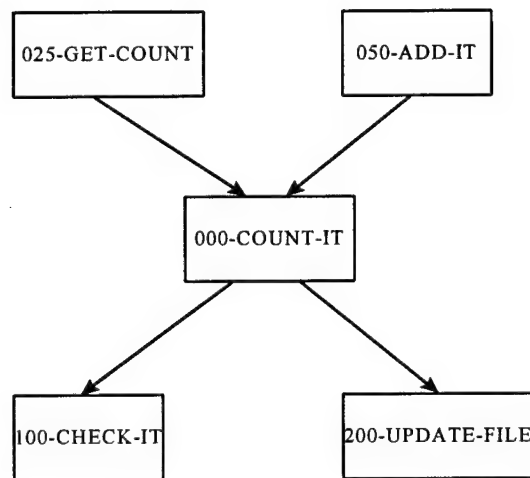 025-GET-COUNT
050-ADD-IT
000-COUNT-IT
100-CHECK-IT
200-UPDATE-FILE